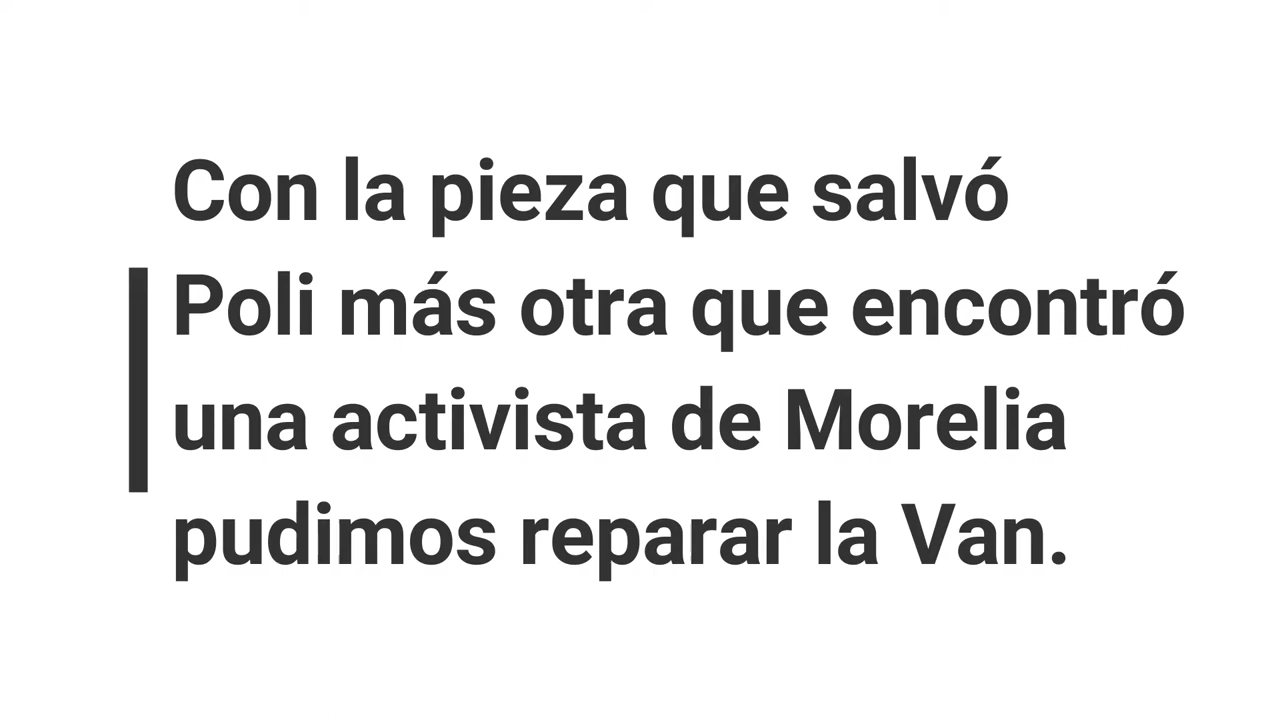 Con la pieza que salvó
Poli más otra que encontró
una activista de Morelia
pudimos reparar la Van.